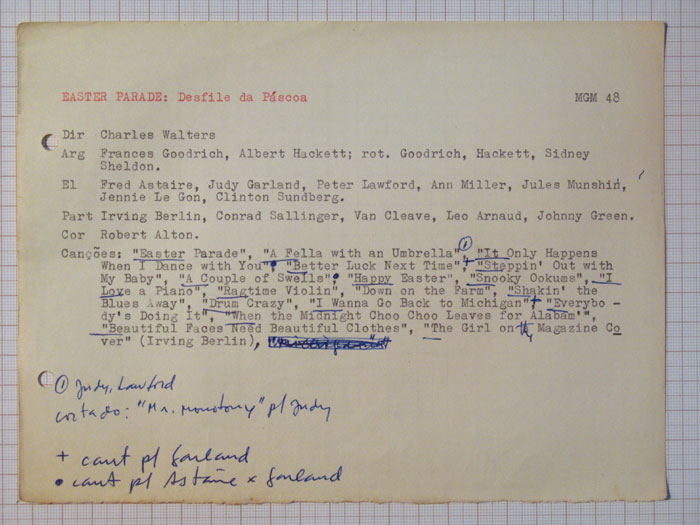 EASTER PARADE: Desfile da Páscoa MGM 48
Dir Charles Walters
Arg Frances Goodrich, Albert Hackett; rot. Goodrich, Hackett, Sidney
Sheldon.
El Fred Astaire, Judy Garland, Peter Lawford, Ann Miller, Jules Munshin,
Jennie Le Gon, Clinton Sundberg.
Part Irving Berlin, Conrad Sallinger, Van Cleave, Leo Arnaud, Johnny Green.
Cor Robert Alton.
Canções: "Easter Parade", "A Fella with an Umbrella" ①, "It Only Happens
When I Dance with You"•, "Better Luck Next Time"+, "Steppin' Out with
My Baby", "A Couple of Swells"•, "Happy Easter", "Snooky Ookums", "I
Love a Piano", "Ragtime Violin", "Down on the Farm", "Shakin' the
Blues Away", "Drum Crazy", "I Wanna Go Back to Michigan"+, "Everybo -
dy's Doing It", "When the Midnight Choo Choo Leaves for Alabam'",
"Beautiful Faces Need Beautiful Clothes", "The Girl on the Magazine Co
ver" (Irving Berlin),
① Judy, Lawford
cortado: "Mr. Monotony" p/ Judy
+ cant p/ Garland
• cant p/ Astaire x Garland